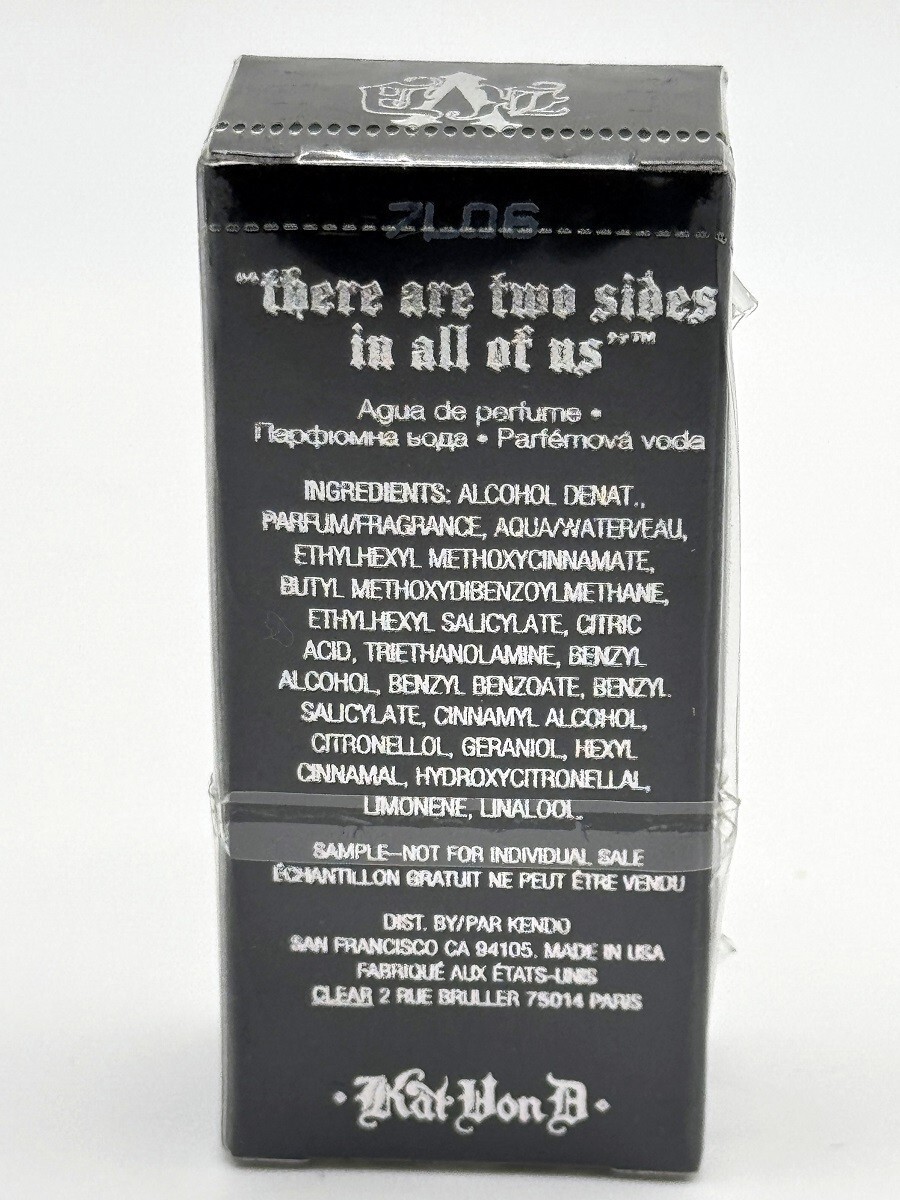 7L06
"there are two sides
in all of us"™
Agua de perfume •
Парфюмна вода • Parfémová voda
INGREDIENTS: ALCOHOL DENAT.,
PARFUM/FRAGRANCE, AQUA/WATER/EAU,
ETHYLHEXYL METHOXYCINNAMATE,
BUTYL METHOXYDIBENZOYLMETHANE,
ETHYLHEXYL SALICYLATE, CITRIC
ACID, TRIETHANOLAMINE, BENZYL
ALCOHOL, BENZYL BENZOATE, BENZYL
SALICYLATE, CINNAMYL ALCOHOL,
CITRONELLOL, GERANIOL, HEXYL
CINNAMAL, HYDROXYCITRONELLAL,
LIMONENE, LINALOOL.
SAMPLE-NOT FOR INDIVIDUAL SALE
ÉCHANTILLON GRATUIT NE PEUT ÊTRE VENDU
DIST. BY/PAR KENDO
SAN FRANCISCO CA 94105. MADE IN USA
FABRIQUÉ AUX ÉTATS-UNIS
CLEAR 2 RUE BRULLER 75014 PARIS
• Kat Von D •